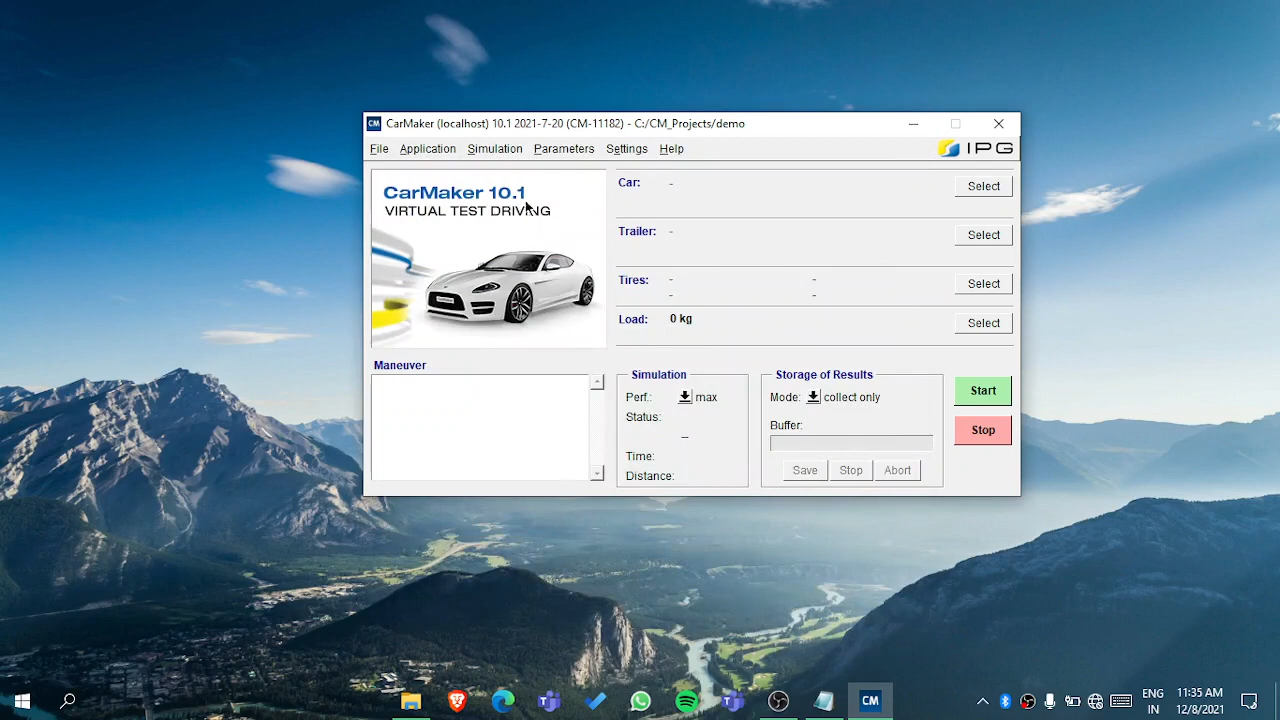 CM CarMaker (localhost) 10.1 2021-7-20 (CM-11182) - C:/CM_Projects/demo
File Application Simulation Parameters Settings Help IPG
CarMaker 10.1
VIRTUAL TEST DRIVING
Car: - Select
Trailer: - Select
Tires: - - Select
- -
Load: 0 kg Select
Maneuver
Simulation
Perf.: max
Status:
--
Time:
Distance:
Storage of Results
Mode: collect only
Buffer:
Save Stop Abort
Start
Stop
CM
ENG
IN
11:35 AM
12/8/2021